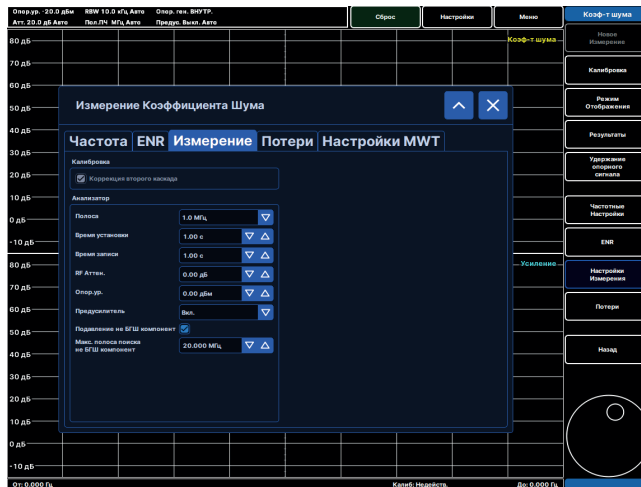 Опор.ур. -20.0 дБм RBW 10.0 кГц Авто Опор. ген. ВНУТР.
Атт. 20.0 дБ Авто Пол.ПЧ МГц Авто Предус. Выкл. Авто
Сброс
Настройки
Меню
Коэф-т шума
80 дБ
Коэф-т шума
70 дБ
60 дБ
50 дБ
40 дБ
30 дБ
20 дБ
10 дБ
0 дБ
-10 дБ
80 дБ
Усиление
70 дБ
60 дБ
50 дБ
40 дБ
30 дБ
20 дБ
10 дБ
0 дБ
-10 дБ
Измерение Коэффициента Шума
Частота ENR Измерение Потери Настройки MWT
Калибровка
Коррекция второго каскада
Анализатор
Полоса 1.0 МГц
Время установки 1.00 с
Время записи 1.00 с
RF Аттен. 0.00 дБ
Опор.ур. 0.00 дБм
Предусилитель Вкл.
Подавление не БГШ компонент
Макс. полоса поиска
не БГШ компонент 20.000 МГц
Новое
Измерение
Калибровка
Режим
Отображения
Результаты
Удержание
опорного
сигнала
Частотные
Настройки
ENR
Настройки
Измерения
Потери
Назад
От: 0.000 Гц
Калиб: Недейств.
До: 0.000 Гц